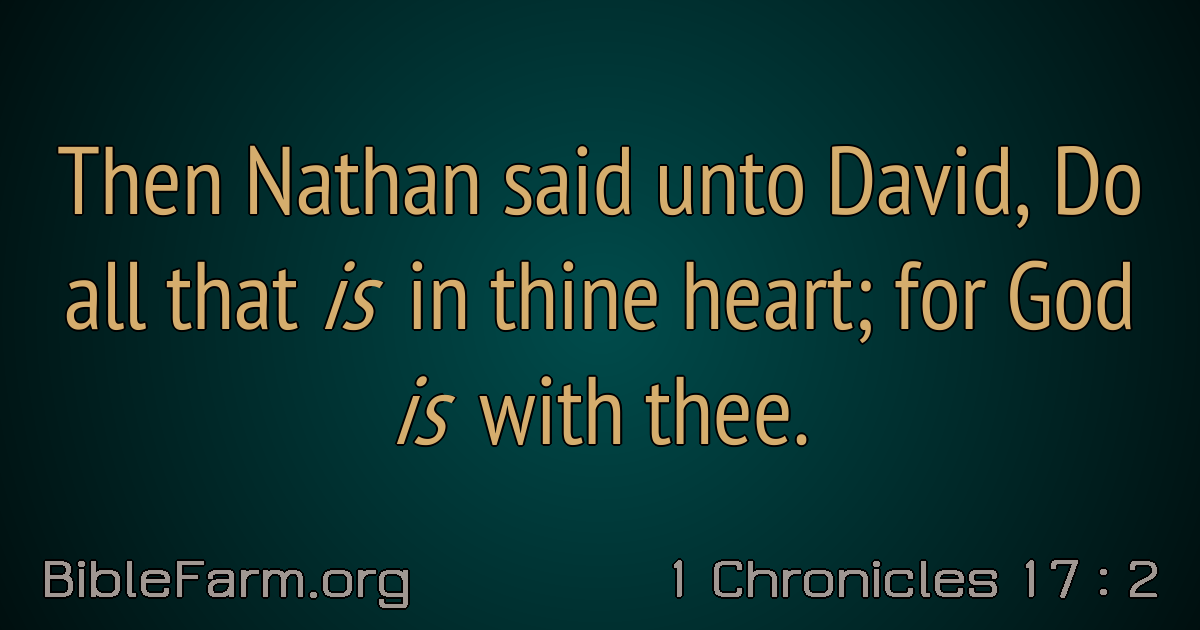 Then Nathan said unto David, Do
all that is in thine heart; for God
is with thee.
BibleFarm.org
1 Chronicles 17 : 2